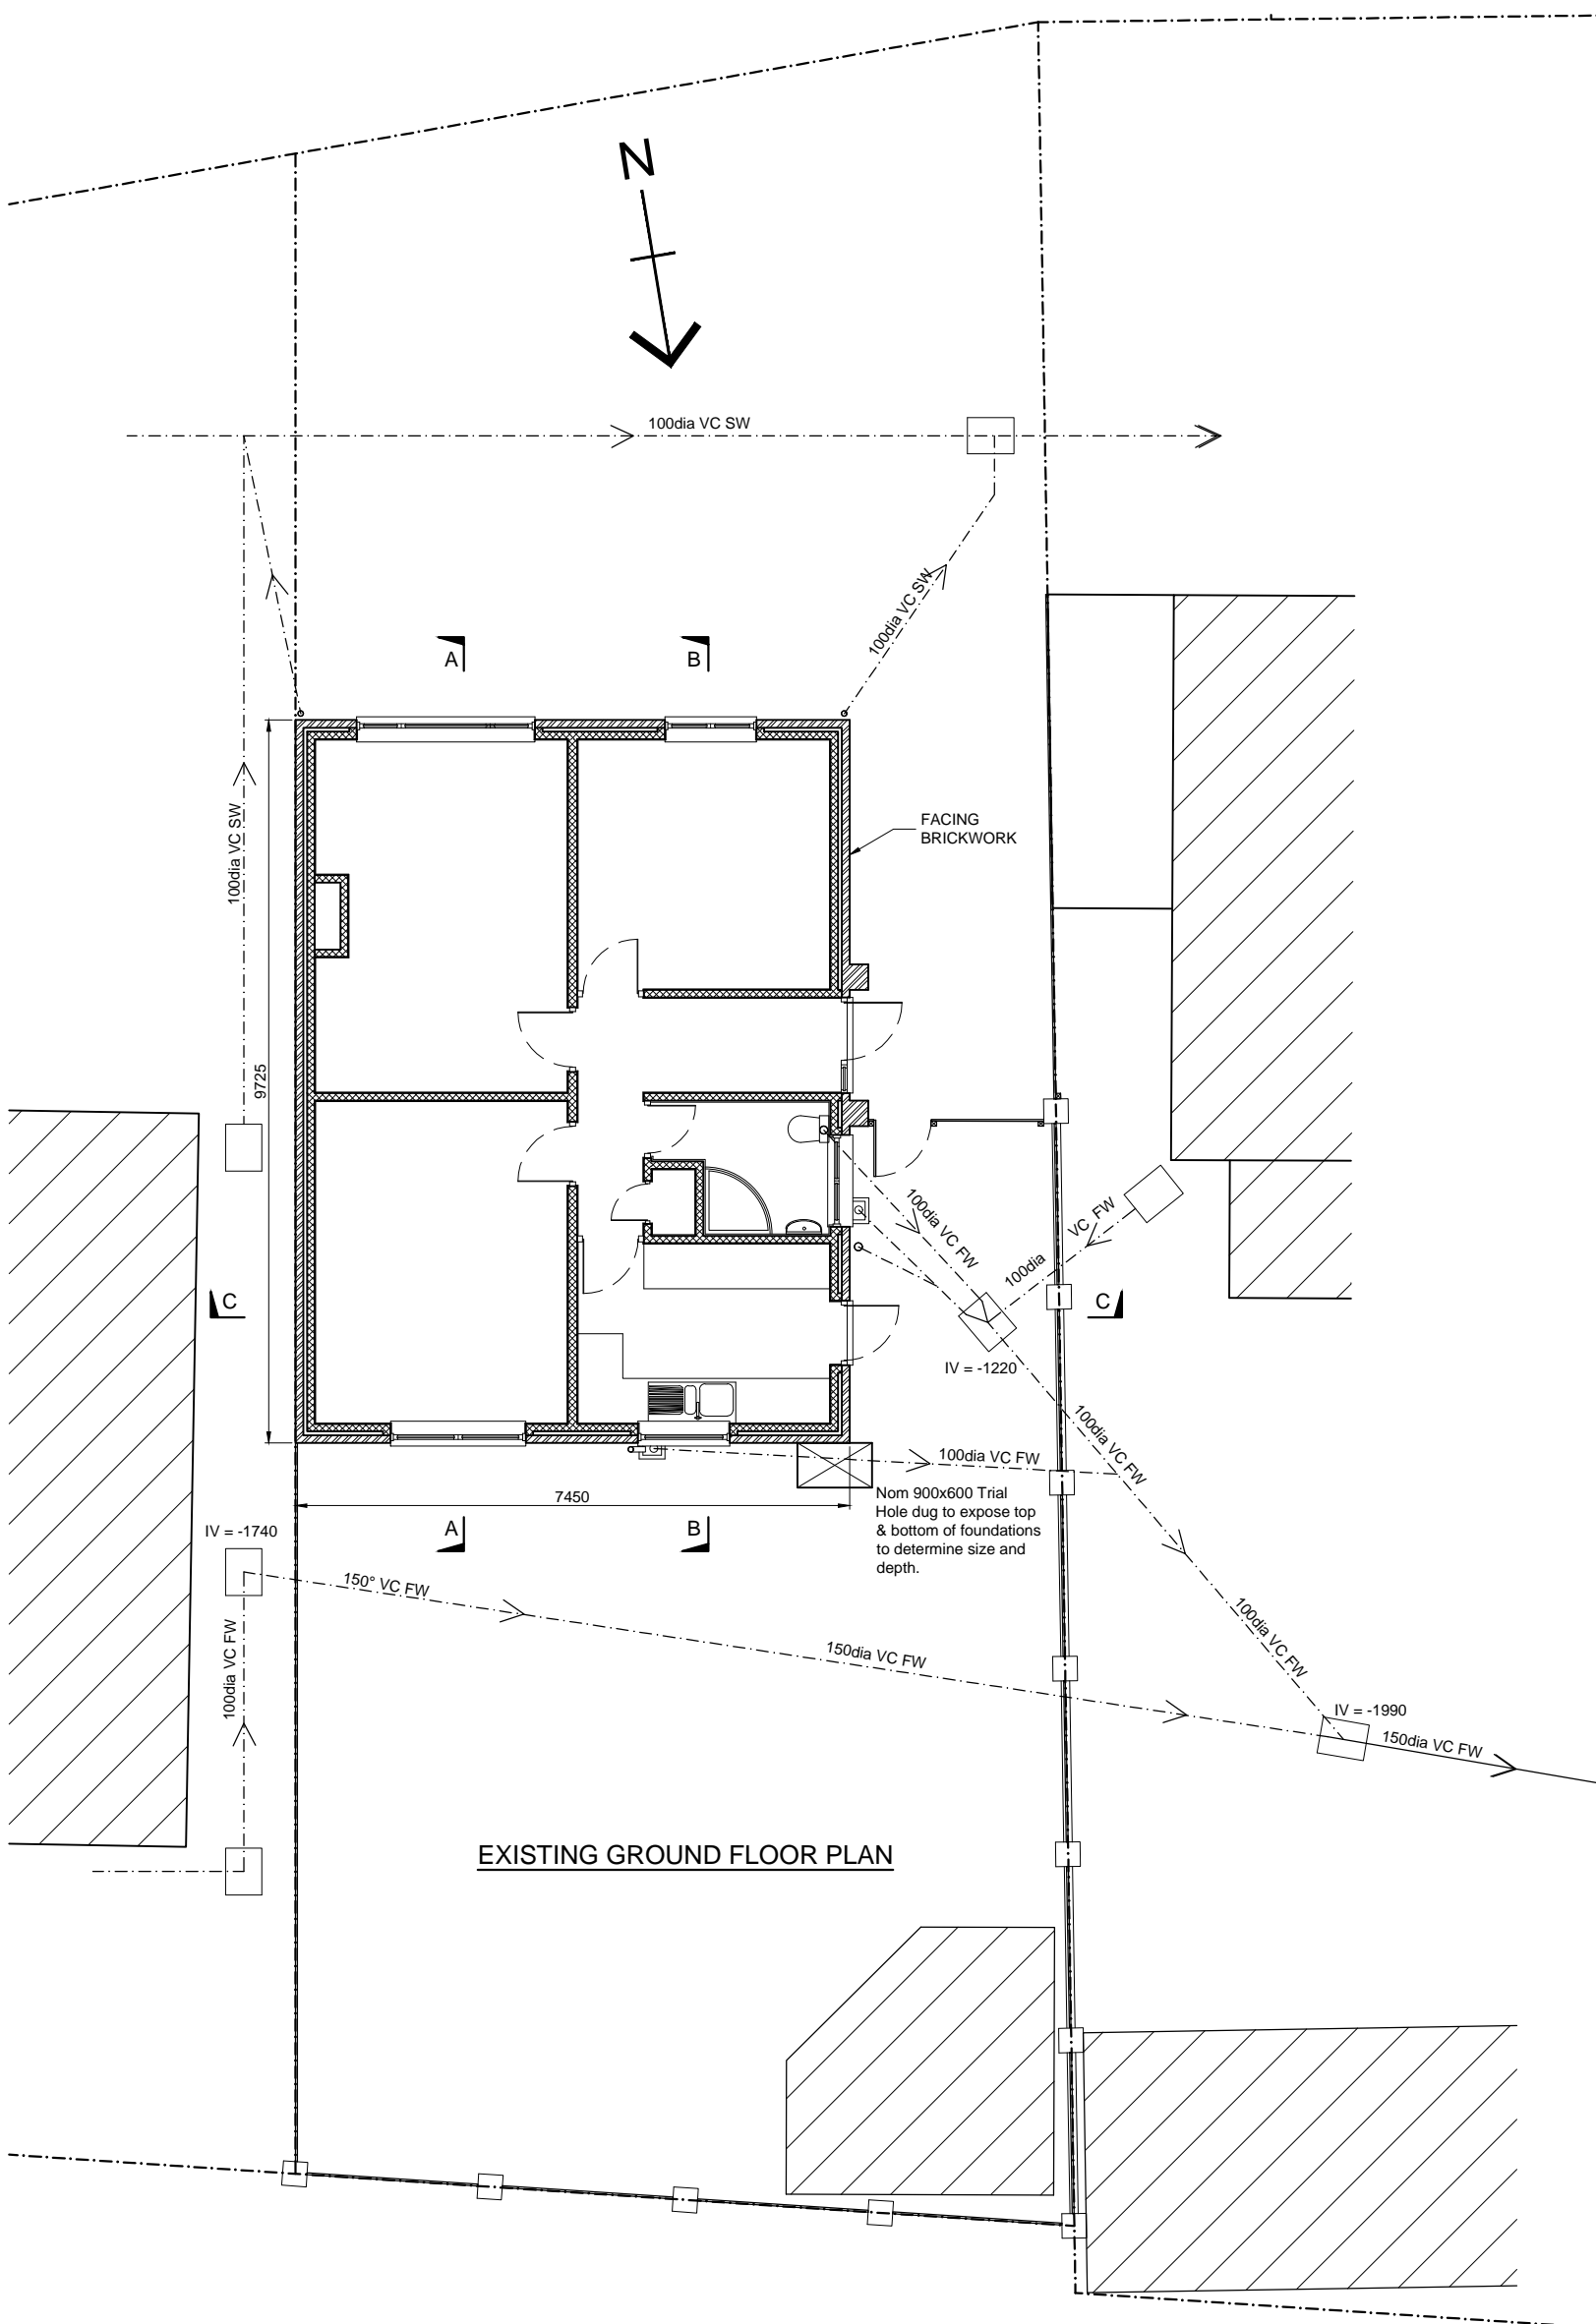 N
100dia VC SW
100dia VC SW
A
B
100dia VC SW
FACING
BRICKWORK
9725
100dia VC FW
100dia
VC FW
C
C
IV = -1220
100dia VC FW
100dia VC FW
7450
Nom 900x600 Trial
Hole dug to expose top
& bottom of foundations
to determine size and
depth.
A
B
IV = -1740
150° VC FW
100dia VC FW
150dia VC FW
100dia VC FW
IV = -1990
150dia VC FW
EXISTING GROUND FLOOR PLAN